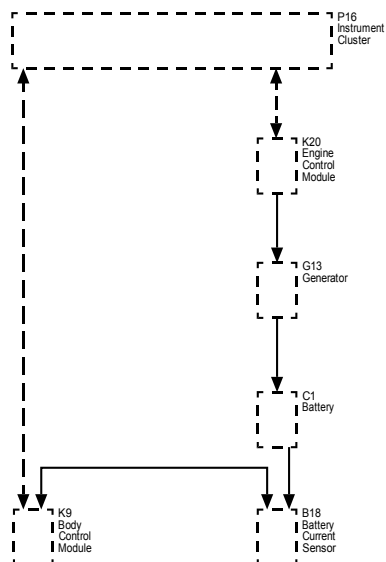 P16
Instrument
Cluster
K20
Engine
Control
Module
G13
Generator
C1
Battery
K9
Body
Control
Module
B18
Battery
Current
Sensor